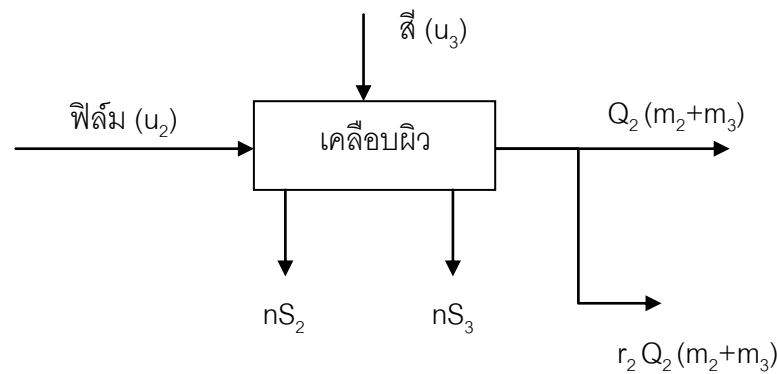 สี (u₃)
ฟิล์ม (u₂)
เคลือบผิว
Q₂ (m₂+m₃)
nS₂
nS₃
r₂ Q₂ (m₂+m₃)